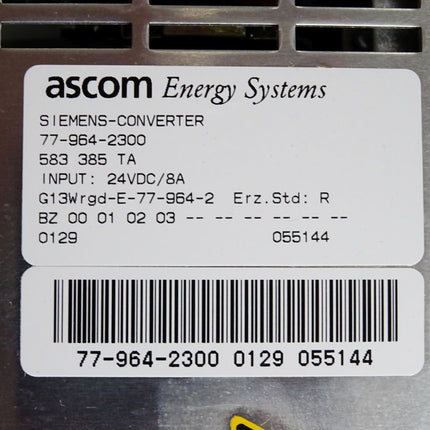 ascom Energy Systems
SIEMENS-CONVERTER
77-964-2300
583 385 TA
INPUT: 24VDC/8A
G13Wrgd-E-77-964-2 Erz.Std: R
BZ 00 01 02 03 -- -- -- -- -- --
0129 055144
77-964-2300 0129 055144